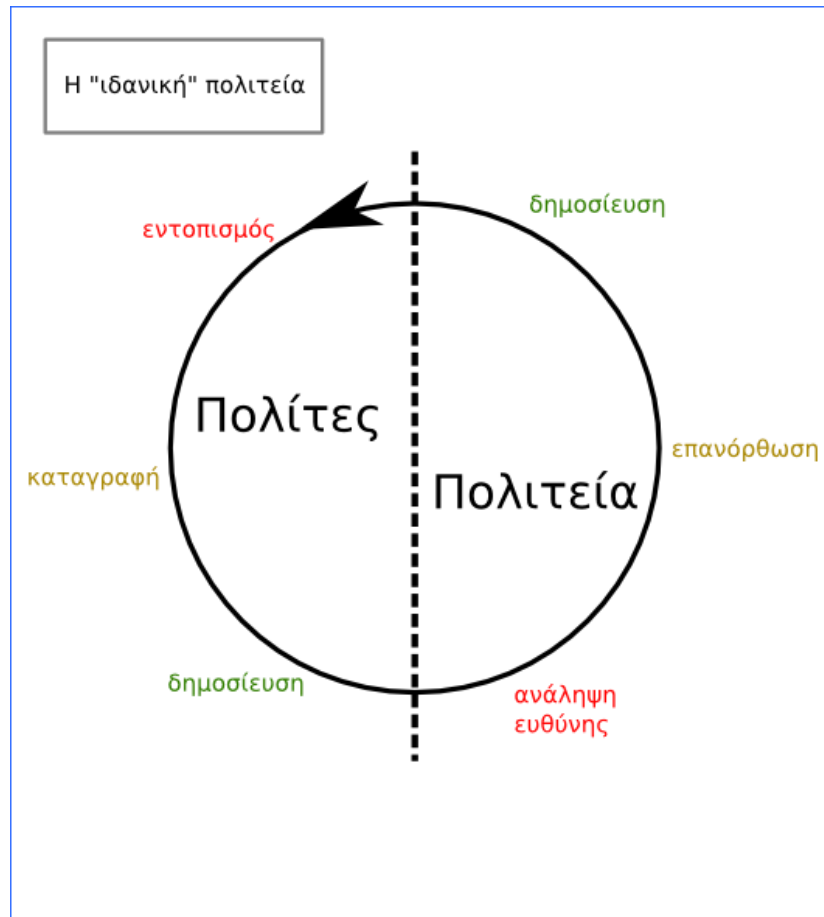 Η "ιδανική" πολιτεία
δημοσίευση
εντοπισμός
Πολίτες
επανόρθωση
καταγραφή
Πολιτεία
δημοσίευση
ανάληψη
ευθύνης